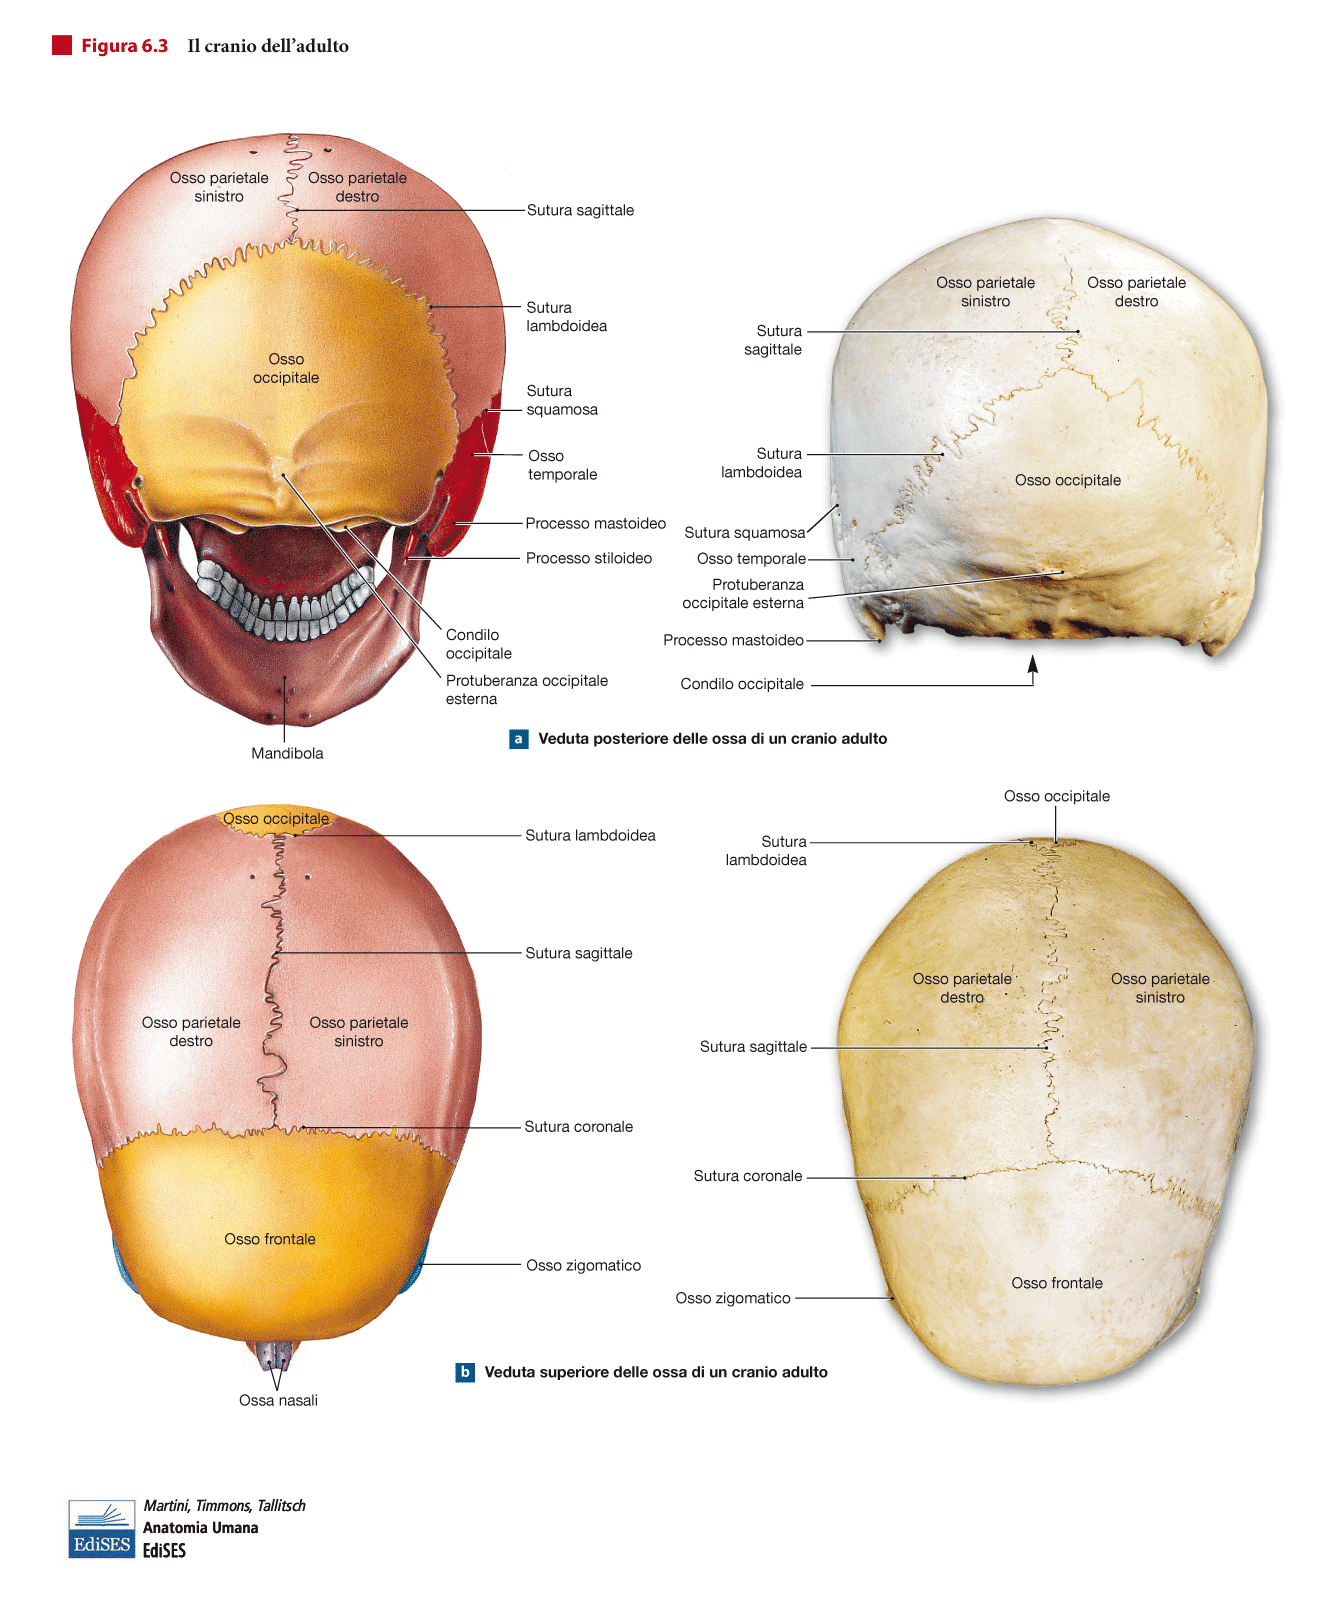 Figura 6.3 Il cranio dell’adulto
Osso parietale
sinistro
Osso parietale
destro
Sutura sagittale
Sutura
lambdoidea
Osso
occipitale
Sutura
squamosa
Osso
temporale
Processo mastoideo
Processo stiloideo
Condilo
occipitale
Protuberanza occipitale
esterna
Mandibola
Osso parietale
sinistro
Osso parietale
destro
Sutura
sagittale
Sutura
lambdoidea
Osso occipitale
Sutura squamosa
Osso temporale
Protuberanza
occipitale esterna
Processo mastoideo
Condilo occipitale
a Veduta posteriore delle ossa di un cranio adulto
Osso occipitale
Sutura lambdoidea
Sutura sagittale
Osso parietale
destro
Osso parietale
sinistro
Sutura coronale
Osso frontale
Osso zigomatico
Ossa nasali
Osso occipitale
Sutura
lambdoidea
Osso parietale
destro
Osso parietale
sinistro
Sutura sagittale
Sutura coronale
Osso frontale
Osso zigomatico
b Veduta superiore delle ossa di un cranio adulto
EdiSES
Martini, Timmons, Tallitsch
Anatomia Umana
EdiSES